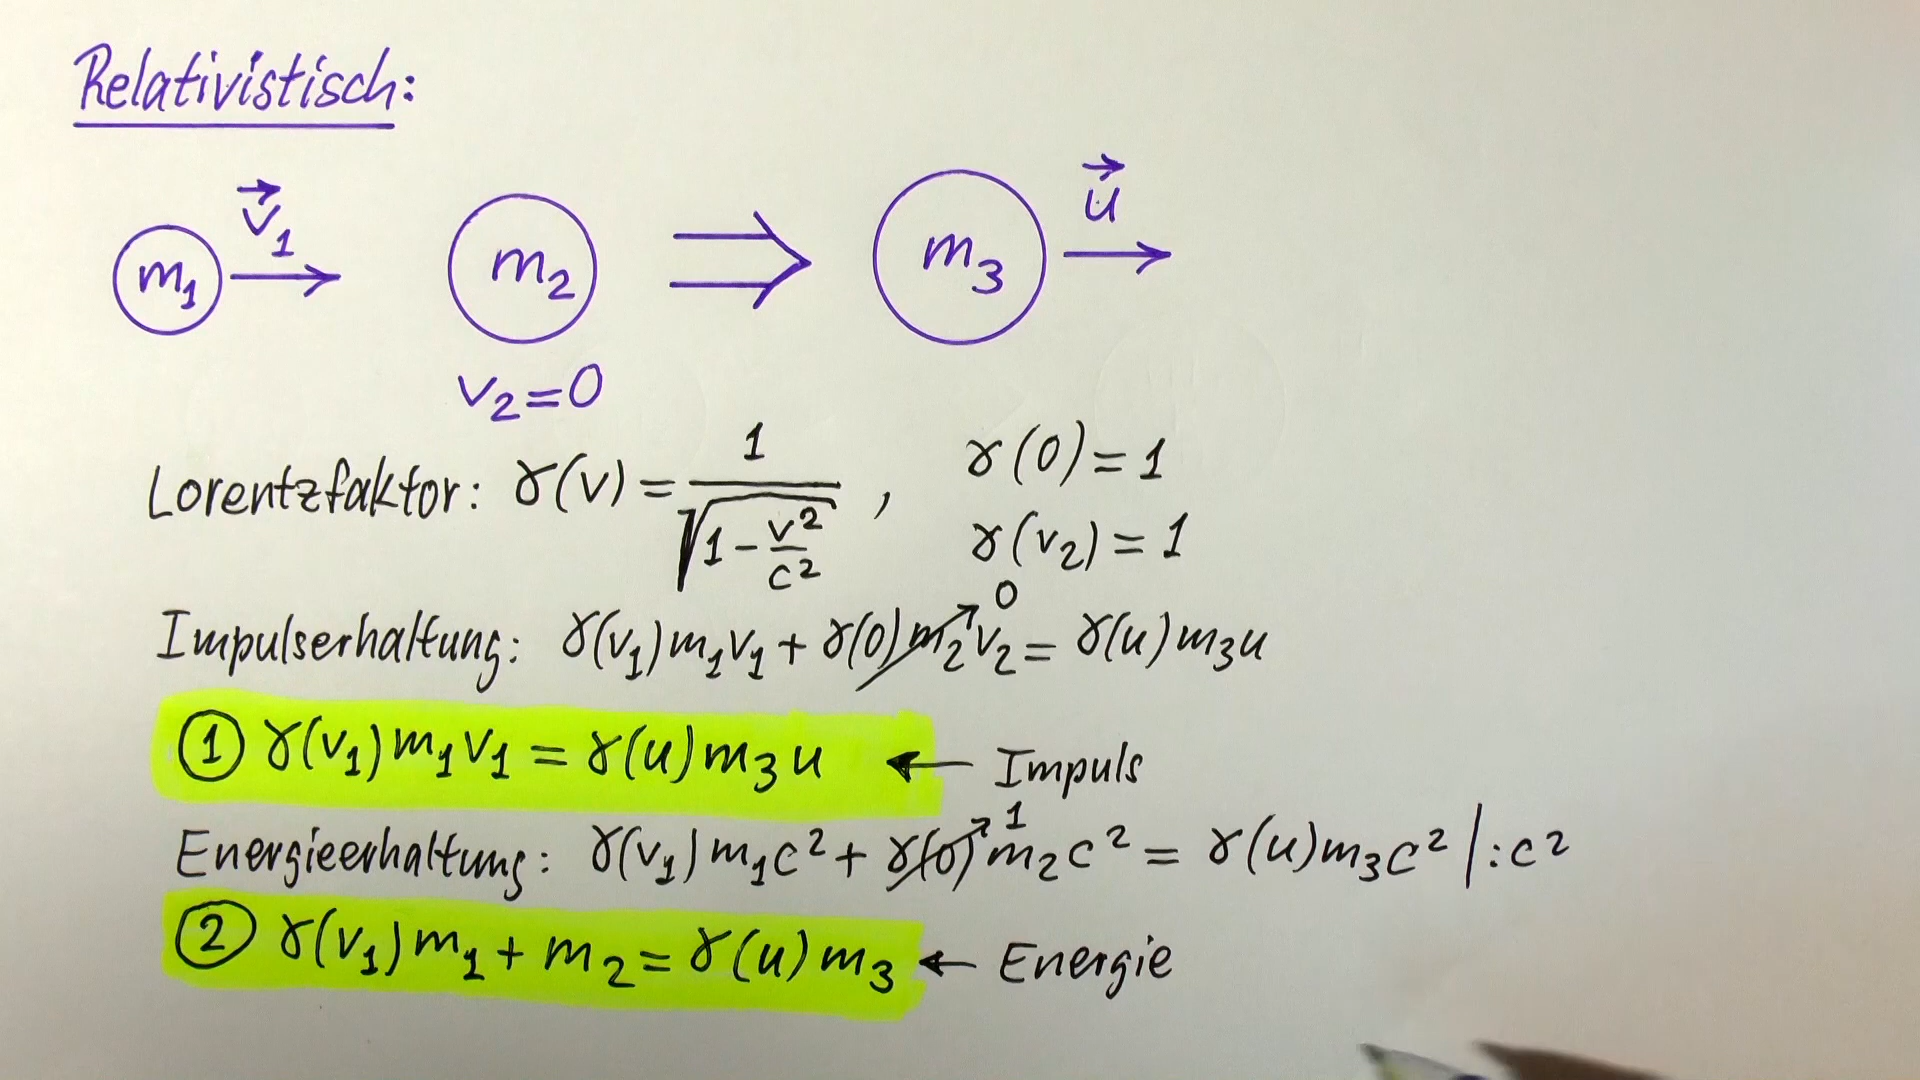 Relativistisch:
m₁ v⃗₁ m₂ ⇒ m₃ u⃗
v₂=0
Lorentzfaktor: γ(v) = 1/√(1 - v²/c²) , γ(0) = 1
γ(v₂) = 1
Impulserhaltung: γ(v₁)m₁v₁ + γ(0)m₂v₂ = γ(u)m₃u
0
① γ(v₁)m₁v₁ = γ(u)m₃u ← Impuls
Energieerhaltung: γ(v₁)m₁c² + γ(0)m₂c² = γ(u)m₃c² |:c²
1
② γ(v₁)m₁ + m₂ = γ(u)m₃ ← Energie